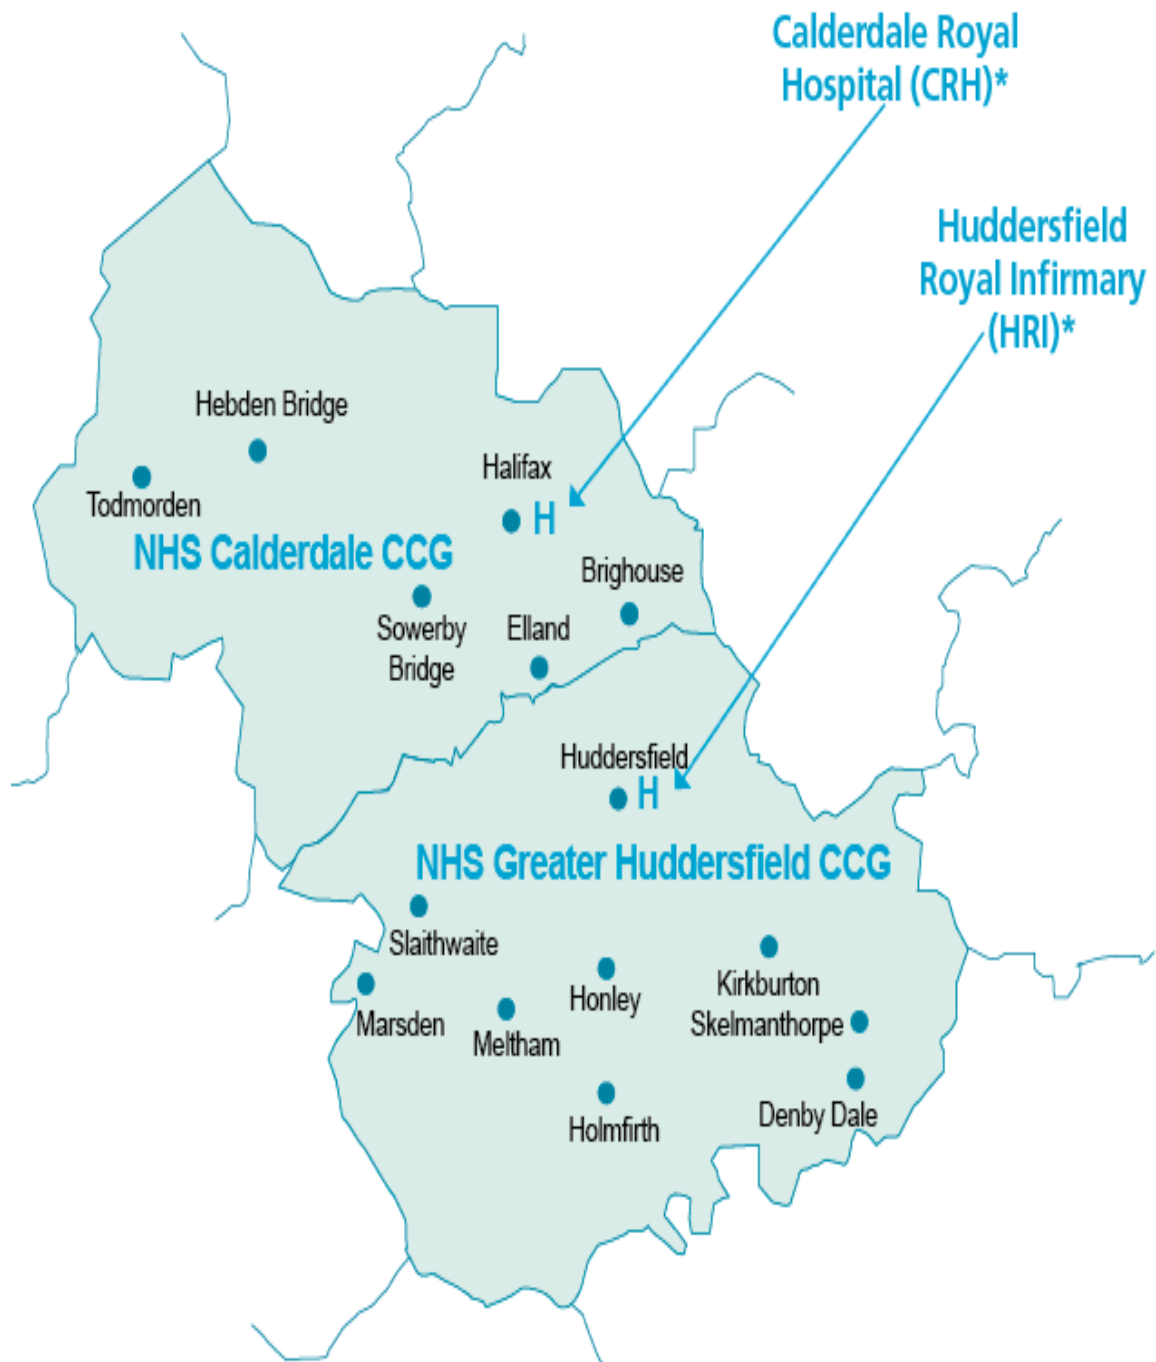 Calderdale Royal
Hospital (CRH)*
Huddersfield
Royal Infirmary
(HRI)*
Hebden Bridge
Halifax
Todmorden
H
NHS Calderdale CCG
Brighouse
Sowerby
Bridge
Elland
Huddersfield
H
NHS Greater Huddersfield CCG
Slaithwaite
Kirkburton
Honley
Marsden
Skelmanthorpe
Meltham
Denby Dale
Holmfirth